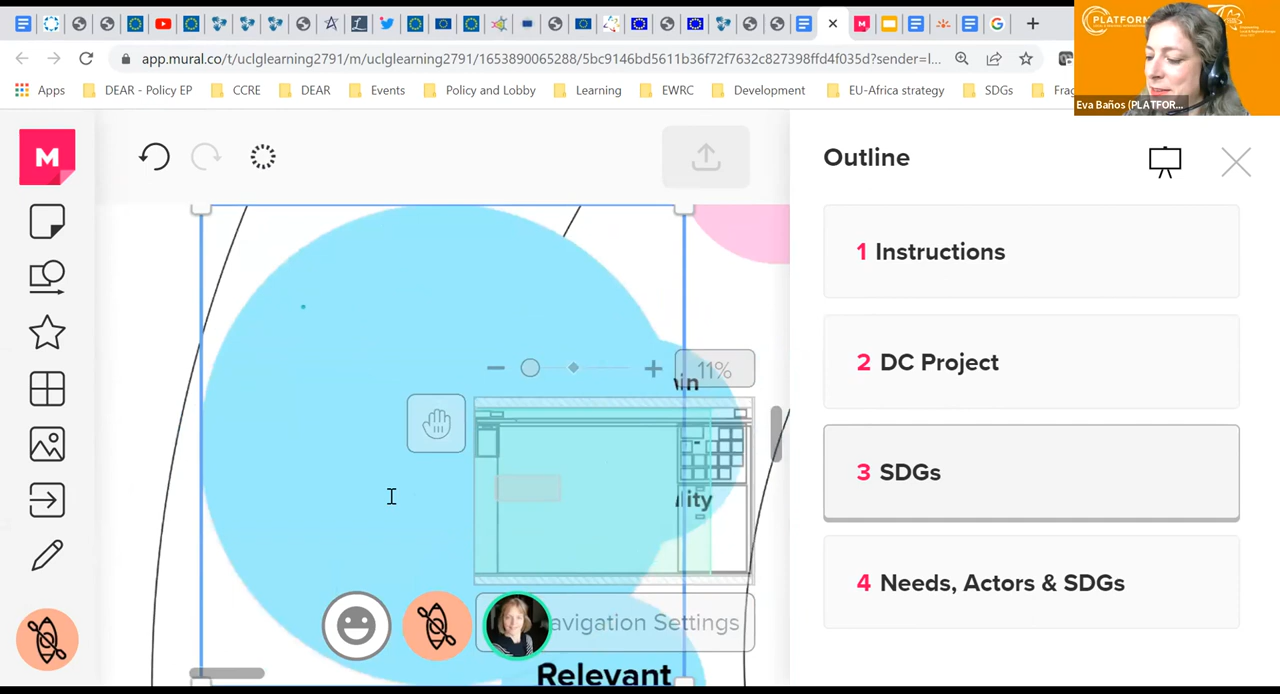 PLATFORM
app.mural.co/t/uclglearning2791/m/uclglearning2791/1653890065288/5bc9146bd5611b36f72f7632c827398ffd4f035d?sender=l...
Apps DEAR - Policy EP CCRE DEAR Events Policy and Lobby Learning EWRC Development EU-Africa strategy SDGs Frag
Eva Baños (PLATFOR...
M
Outline
1 Instructions
11%
2 DC Project
3 SDGs
4 Needs, Actors & SDGs
avigation Settings
Relevant